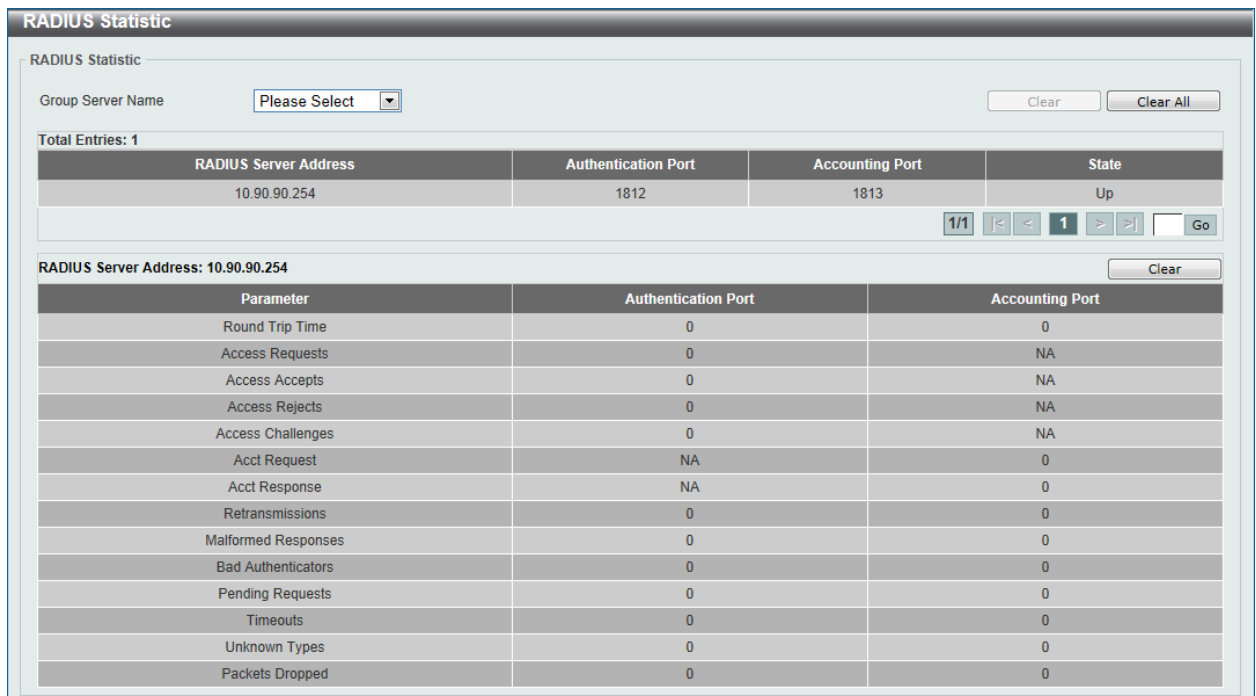 RADIUS Statistic
RADIUS Statistic
Group Server Name Please Select Clear Clear All
Total Entries: 1
RADIUS Server Address Authentication Port Accounting Port State
10.90.90.254 1812 1813 Up
1/1 |< < 1 > >| Go
RADIUS Server Address: 10.90.90.254 Clear
Parameter Authentication Port Accounting Port
Round Trip Time 0 0
Access Requests 0 NA
Access Accepts 0 NA
Access Rejects 0 NA
Access Challenges 0 NA
Acct Request NA 0
Acct Response NA 0
Retransmissions 0 0
Malformed Responses 0 0
Bad Authenticators 0 0
Pending Requests 0 0
Timeouts 0 0
Unknown Types 0 0
Packets Dropped 0 0